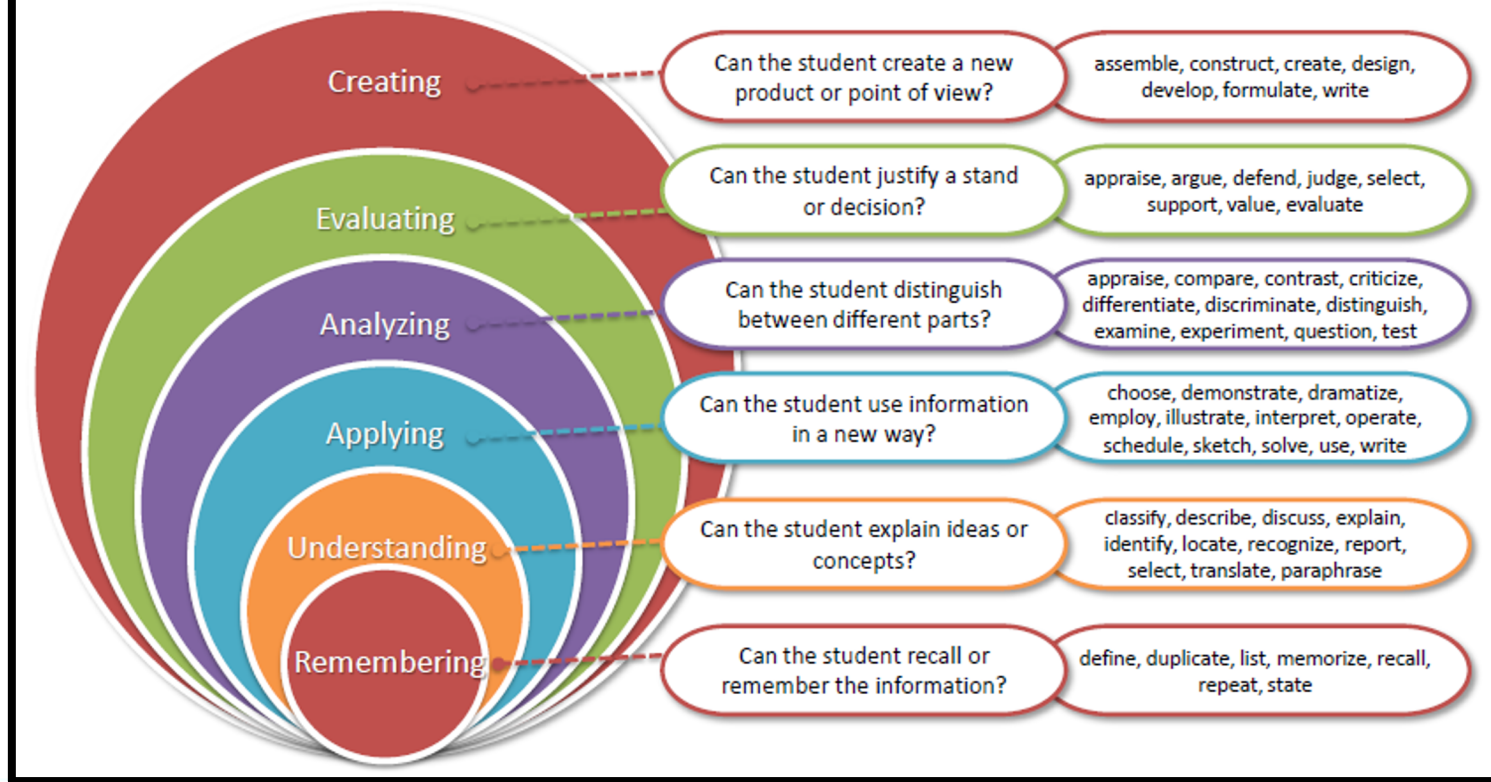 Creating
Can the student create a new
product or point of view?
assemble, construct, create, design,
develop, formulate, write
Evaluating
Can the student justify a stand
or decision?
appraise, argue, defend, judge, select,
support, value, evaluate
Analyzing
Can the student distinguish
between different parts?
appraise, compare, contrast, criticize,
differentiate, discriminate, distinguish,
examine, experiment, question, test
Applying
Can the student use information
in a new way?
choose, demonstrate, dramatize,
employ, illustrate, interpret, operate,
schedule, sketch, solve, use, write
Understanding
Can the student explain ideas or
concepts?
classify, describe, discuss, explain,
identify, locate, recognize, report,
select, translate, paraphrase
Remembering
Can the student recall or
remember the information?
define, duplicate, list, memorize, recall,
repeat, state